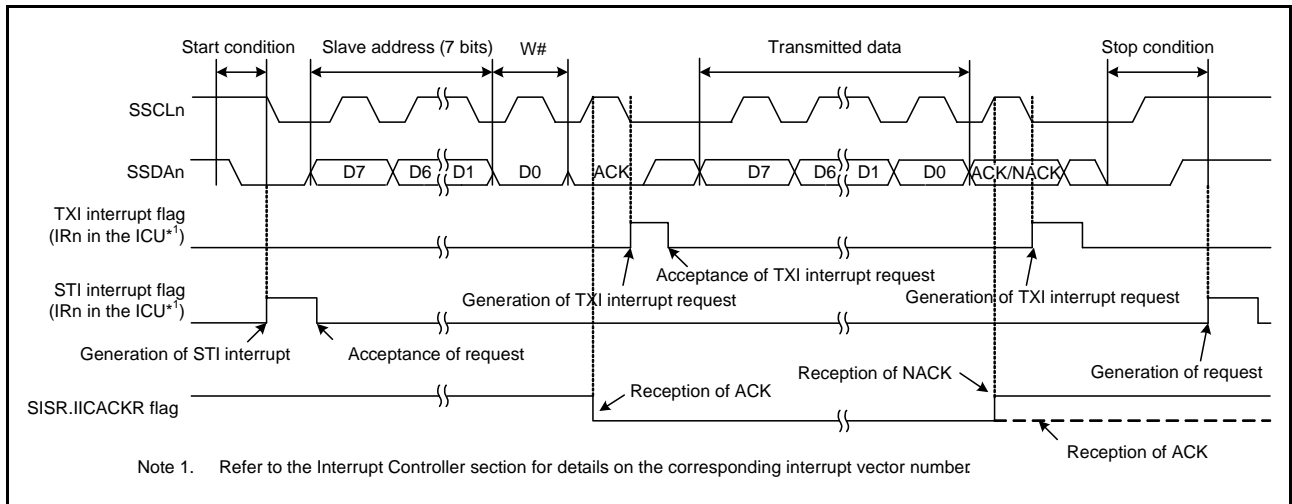 Start condition
Slave address (7 bits)
W#
Transmitted data
Stop condition
SSCLn
SSDAn
D7
D6
D1
D0
ACK
D7
D6
D1
D0
ACK/NACK
TXI interrupt flag
(IRn in the ICU*1)
Acceptance of TXI interrupt request
Generation of TXI interrupt request
Generation of TXI interrupt request
STI interrupt flag
(IRn in the ICU*1)
Generation of STI interrupt
Acceptance of request
Generation of request
Reception of ACK
Reception of NACK
SISR.IICACKR flag
Reception of ACK
Note 1. Refer to the Interrupt Controller section for details on the corresponding interrupt vector number.